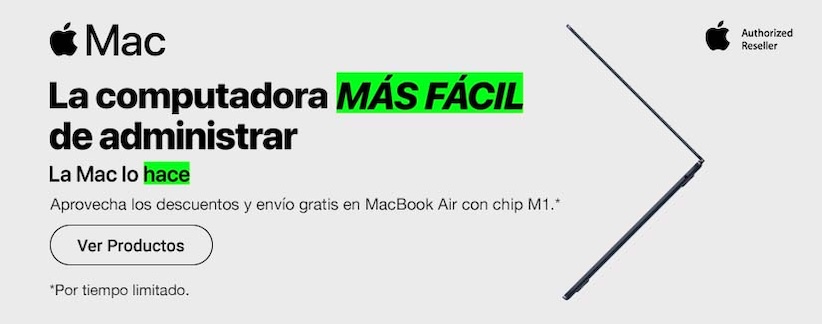 Mac
Authorized
Reseller
La computadora MÁS FÁCIL
de administrar
La Mac lo hace
Aprovecha los descuentos y envío gratis en MacBook Air con chip M1.*
Ver Productos
*Por tiempo limitado.